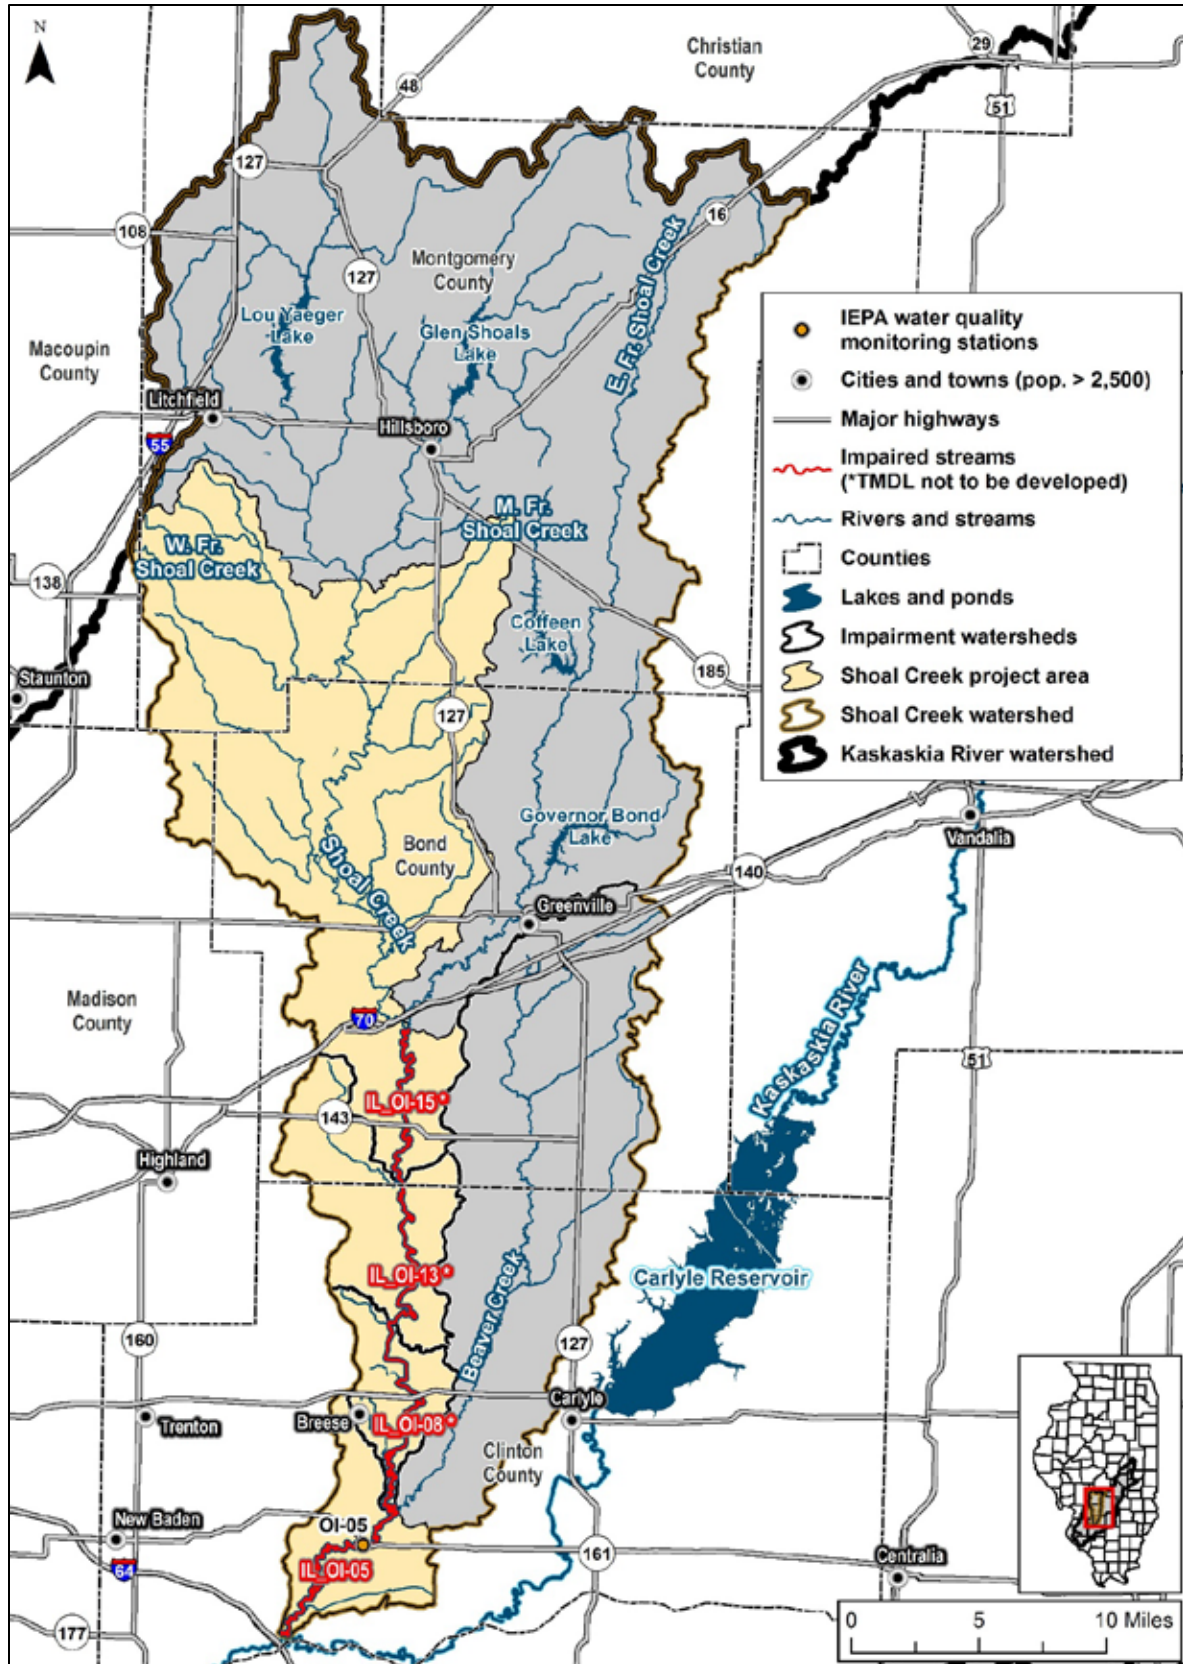 N
Christian
County
29
48
51
127
16
108
Montgomery
County
127
E. Fr. Shoal Creek
Lou Yaeger
Lake
Glen Shoals
Lake
Macoupin
County
Litchfield
55
Hillsboro
IEPA water quality
monitoring stations
Cities and towns (pop. > 2,500)
Major highways
Impaired streams
(*TMDL not to be developed)
Rivers and streams
Counties
Lakes and ponds
Impairment watersheds
Shoal Creek project area
Shoal Creek watershed
Kaskaskia River watershed
M. Fr.
Shoal Creek
W. Fr.
Shoal Creek
138
Coffeen
Lake
185
Staunton
127
Governor Bond
Lake
Vandalia
Shoal Creek
Bond
County
140
Greenville
Madison
County
70
Kaskaskia River
51
IL_OI-15*
143
Highland
IL_OI-13*
Carlyle Reservoir
Beaver Creek
160
127
Trenton
Breese
IL_OI-08*
Carlyle
Clinton
County
New Baden
OI-05
64
IL_OI-05
161
Centralia
177
0 5 10 Miles